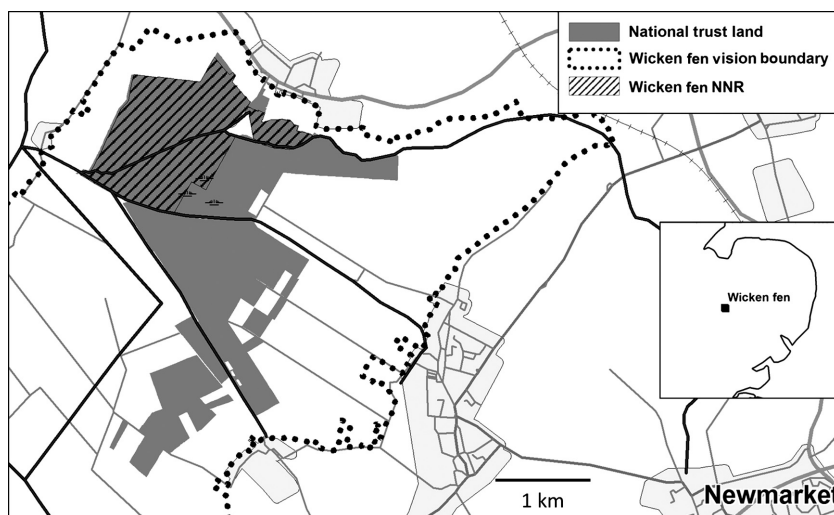 National trust land
Wicken fen vision boundary
Wicken fen NNR
Wicken fen
1 km
Newmarket